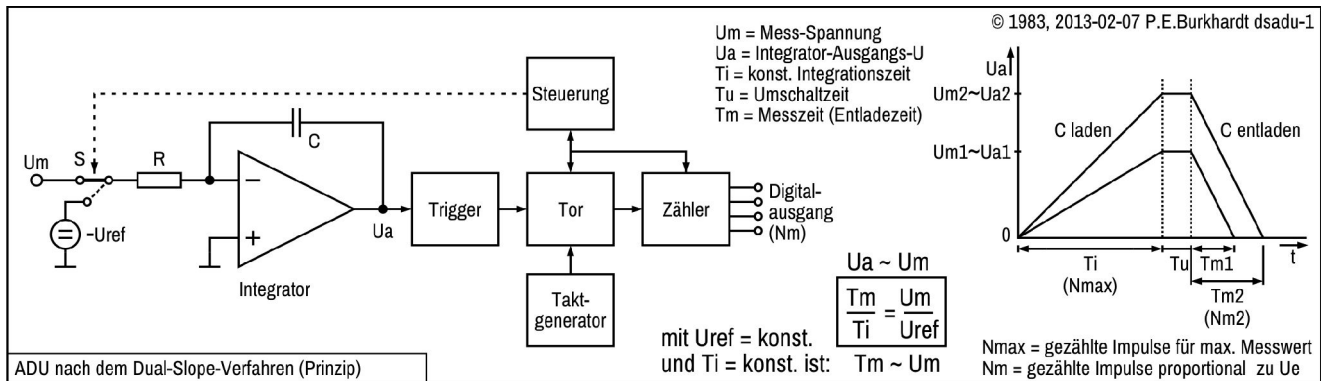 © 1983, 2013-02-07 P.E.Burkhardt dsadu-1
Um = Mess-Spannung
Ua = Integrator-Ausgangs-U
Ti = konst. Integrationszeit
Tu = Umschaltzeit
Tm = Messzeit (Entladezeit)
Steuerung
C
Um
S
R
−
+
-Uref
Ua
Integrator
Trigger
Tor
Zähler
Digital-
ausgang
(Nm)
Takt-
generator
Ua ~ Um
Tm
Ti
=
Um
Uref
mit Uref = konst.
und Ti = konst. ist: Tm ~ Um
Ua
Um2~Ua2
C laden
C entladen
Um1~Ua1
0
t
Ti
(Nmax)
Tu
Tm1
Tm2
(Nm2)
Nmax = gezählte Impulse für max. Messwert
Nm = gezählte Impulse proportional zu Ue
ADU nach dem Dual-Slope-Verfahren (Prinzip)